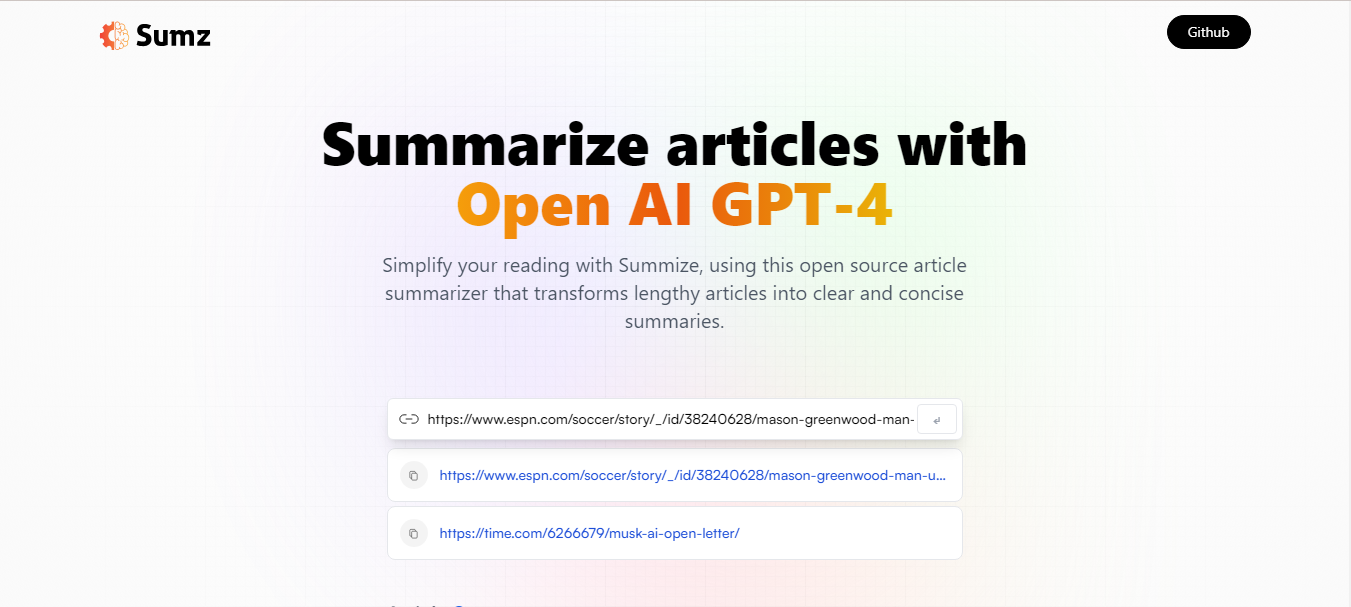 Sumz
Github
Summarize articles with
Open AI GPT-4
Simplify your reading with Summize, using this open source article
summarizer that transforms lengthy articles into clear and concise
summaries.
https://www.espn.com/soccer/story/_/id/38240628/mason-greenwood-man-
https://www.espn.com/soccer/story/_/id/38240628/mason-greenwood-man-u...
https://time.com/6266679/musk-ai-open-letter/